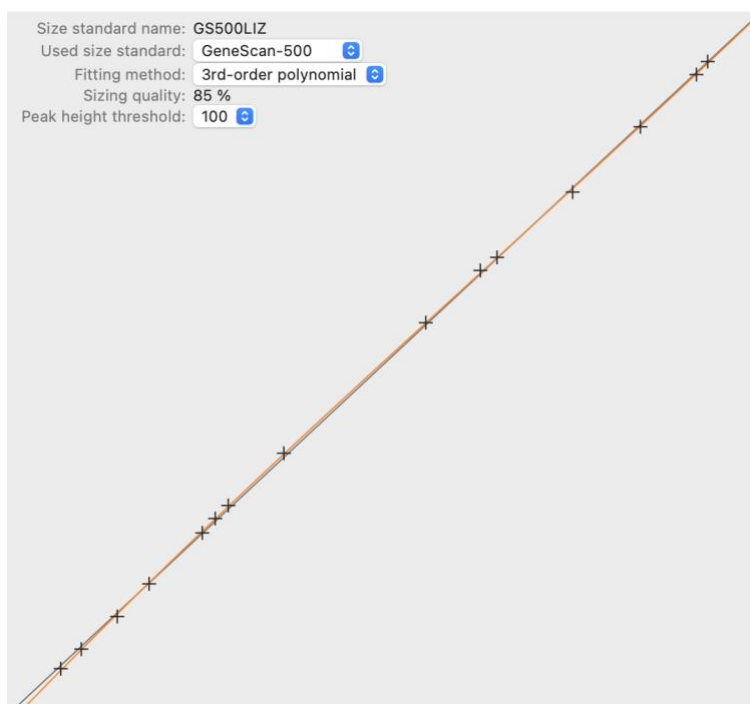 Size standard name: GS500LIZ
Used size standard: GeneScan-500
Fitting method: 3rd-order polynomial
Sizing quality: 85 %
Peak height threshold: 100